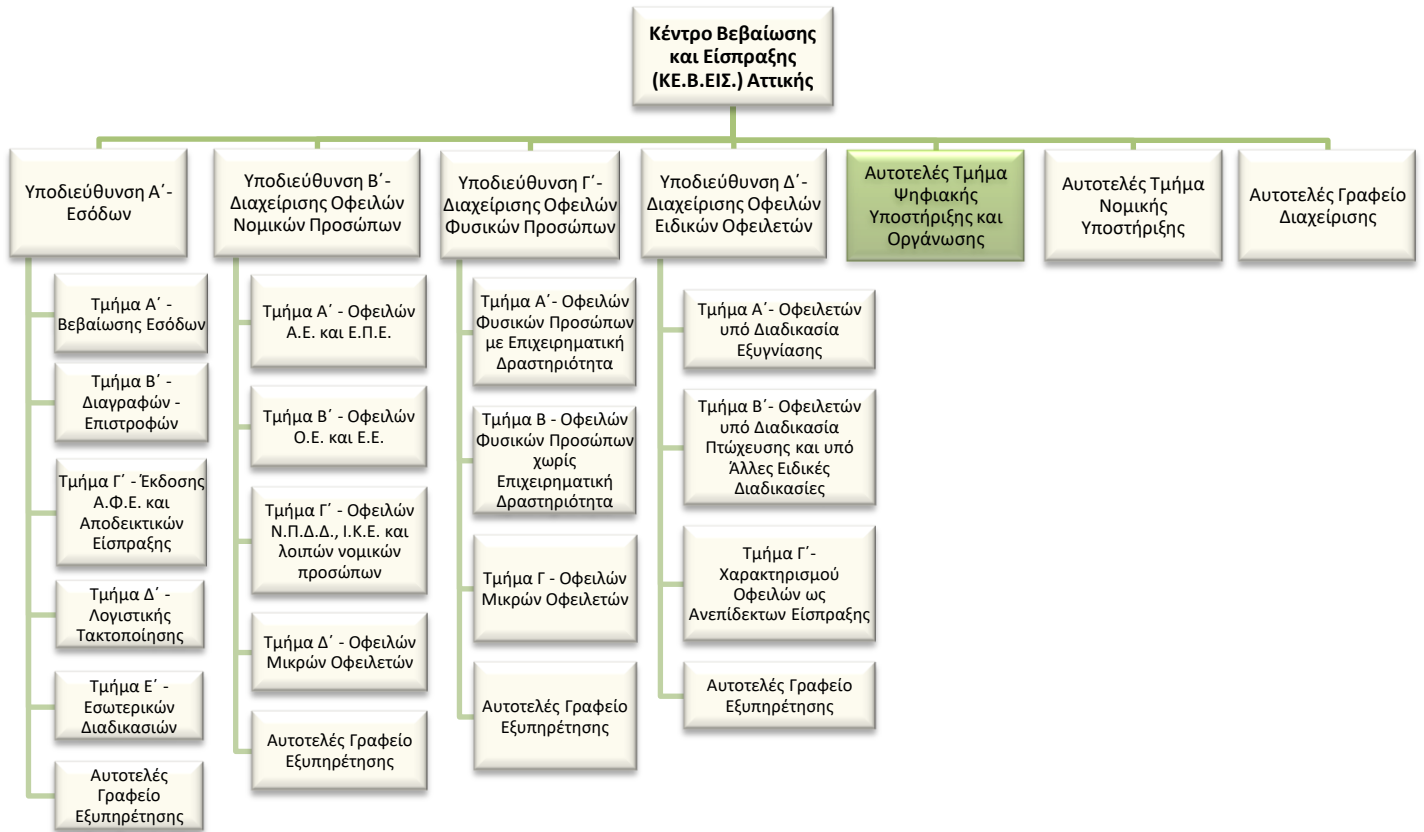 Κέντρο Βεβαίωσης
και Είσπραξης
(ΚΕ.Β.ΕΙΣ.) Αττικής
Υποδιεύθυνση Α΄-
Εσόδων
Τμήμα Α΄ -
Βεβαίωσης Εσόδων
Τμήμα Β΄ -
Διαγραφών -
Επιστροφών
Τμήμα Γ΄ - Έκδοσης
Α.Φ.Ε. και
Αποδεικτικών
Είσπραξης
Τμήμα Δ΄ -
Λογιστικής
Τακτοποίησης
Τμήμα Ε΄ -
Εσωτερικών
Διαδικασιών
Αυτοτελές
Γραφείο
Εξυπηρέτησης
Υποδιεύθυνση Β΄-
Διαχείρισης Οφειλών
Νομικών Προσώπων
Τμήμα Α΄ - Οφειλών
Α.Ε. και Ε.Π.Ε.
Τμήμα Β΄ - Οφειλών
Ο.Ε. και Ε.Ε.
Τμήμα Γ΄ - Οφειλών
Ν.Π.Δ.Δ., Ι.Κ.Ε. και
λοιπών νομικών
προσώπων
Τμήμα Δ΄ - Οφειλών
Μικρών Οφειλετών
Αυτοτελές Γραφείο
Εξυπηρέτησης
Υποδιεύθυνση Γ΄-
Διαχείρισης Οφειλών
Φυσικών Προσώπων
Τμήμα Α΄- Οφειλών
Φυσικών Προσώπων
με Επιχειρηματική
Δραστηριότητα
Τμήμα Β - Οφειλών
Φυσικών Προσώπων
χωρίς
Επιχειρηματική
Δραστηριότητα
Τμήμα Γ - Οφειλών
Μικρών Οφειλετών
Αυτοτελές Γραφείο
Εξυπηρέτησης
Υποδιεύθυνση Δ΄-
Διαχείρισης Οφειλών
Ειδικών Οφειλετών
Τμήμα Α΄- Οφειλετών
υπό Διαδικασία
Εξυγνίασης
Τμήμα Β΄- Οφειλετών
υπό Διαδικασία
Πτώχευσης και υπό
Άλλες Ειδικές
Διαδικασίες
Τμήμα Γ΄-
Χαρακτηρισμού
Οφειλών ως
Ανεπίδεκτων Είσπραξης
Αυτοτελές Γραφείο
Εξυπηρέτησης
Αυτοτελές Τμήμα
Ψηφιακής
Υποστήριξης και
Οργάνωσης
Αυτοτελές Τμήμα
Νομικής
Υποστήριξης
Αυτοτελές Γραφείο
Διαχείρισης